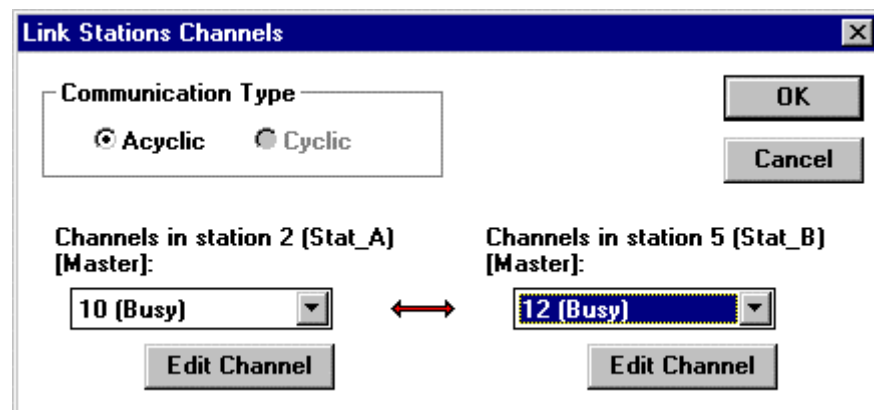 Link Stations Channels
Communication Type
Acyclic Cyclic
OK
Cancel
Channels in station 2 (Stat_A)
[Master]:
10 (Busy)
Edit Channel
Channels in station 5 (Stat_B)
[Master]:
12 (Busy)
Edit Channel